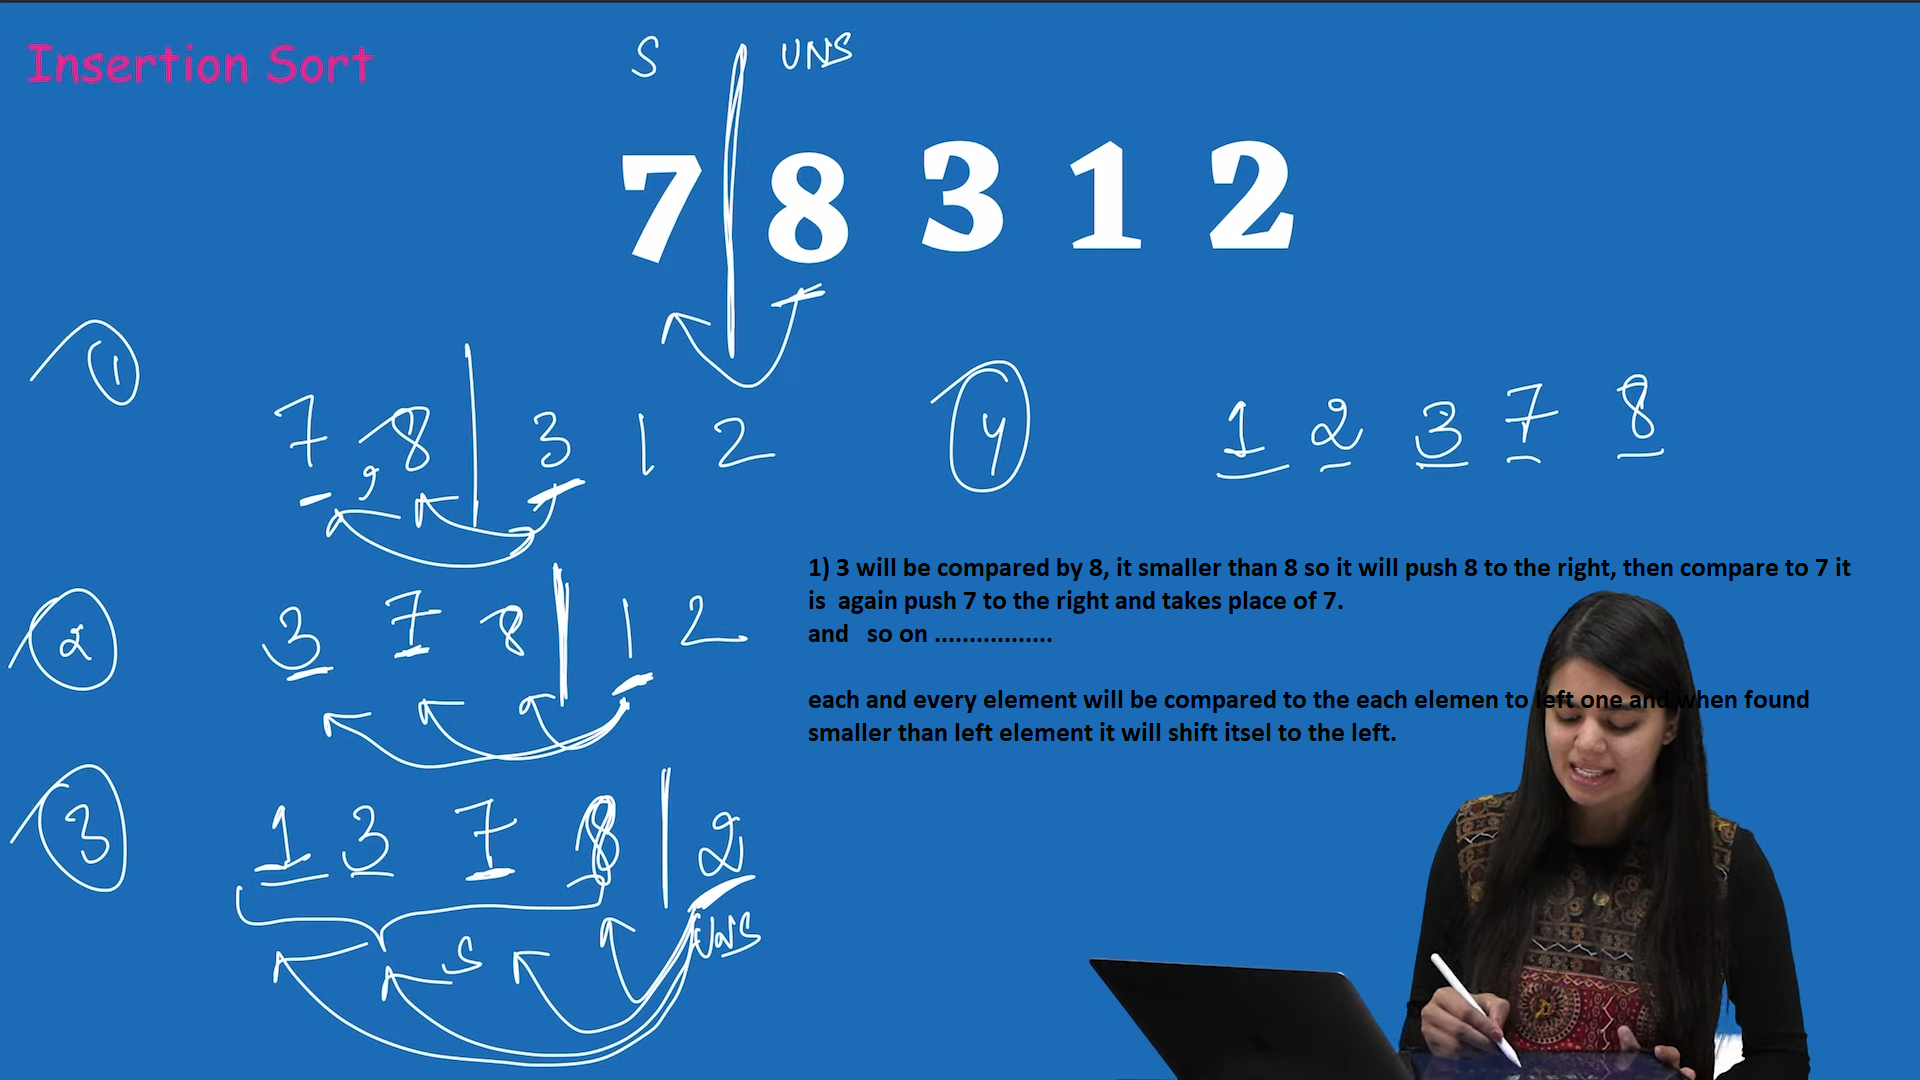 Insertion Sort
S UNS
7 8 3 1 2
1
7, 8 3 1 2
2
3 7 8 1 2
3
1 3 7 8 2
S UNS
4
1 2 3 7 8
1) 3 will be compared by 8, it smaller than 8 so it will push 8 to the right, then compare to 7 it
is again push 7 to the right and takes place of 7.
and so on .................
each and every element will be compared to the each elemen to left one and when found
smaller than left element it will shift itsel to the left.